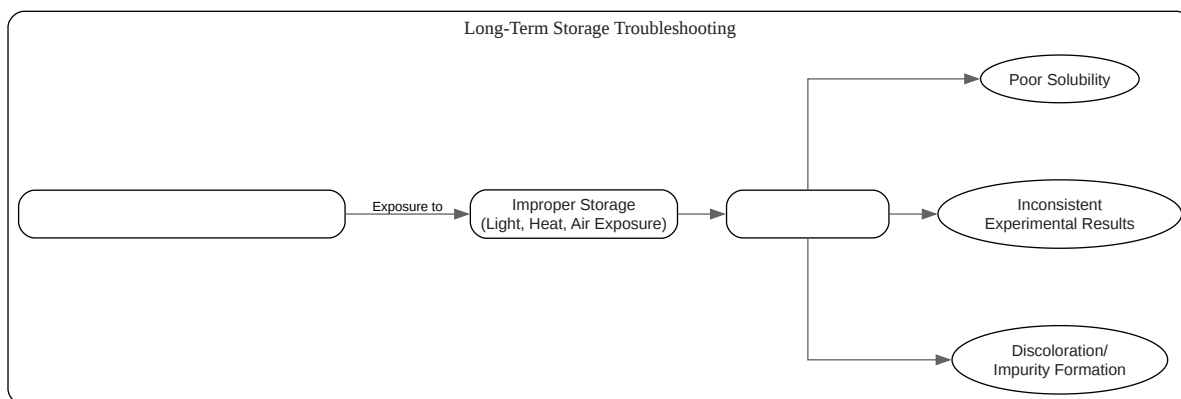 Long-Term Storage Troubleshooting
Poor Solubility
Exposure to
Improper Storage
(Light, Heat, Air Exposure)
Inconsistent
Experimental Results
Discoloration/
Impurity Formation